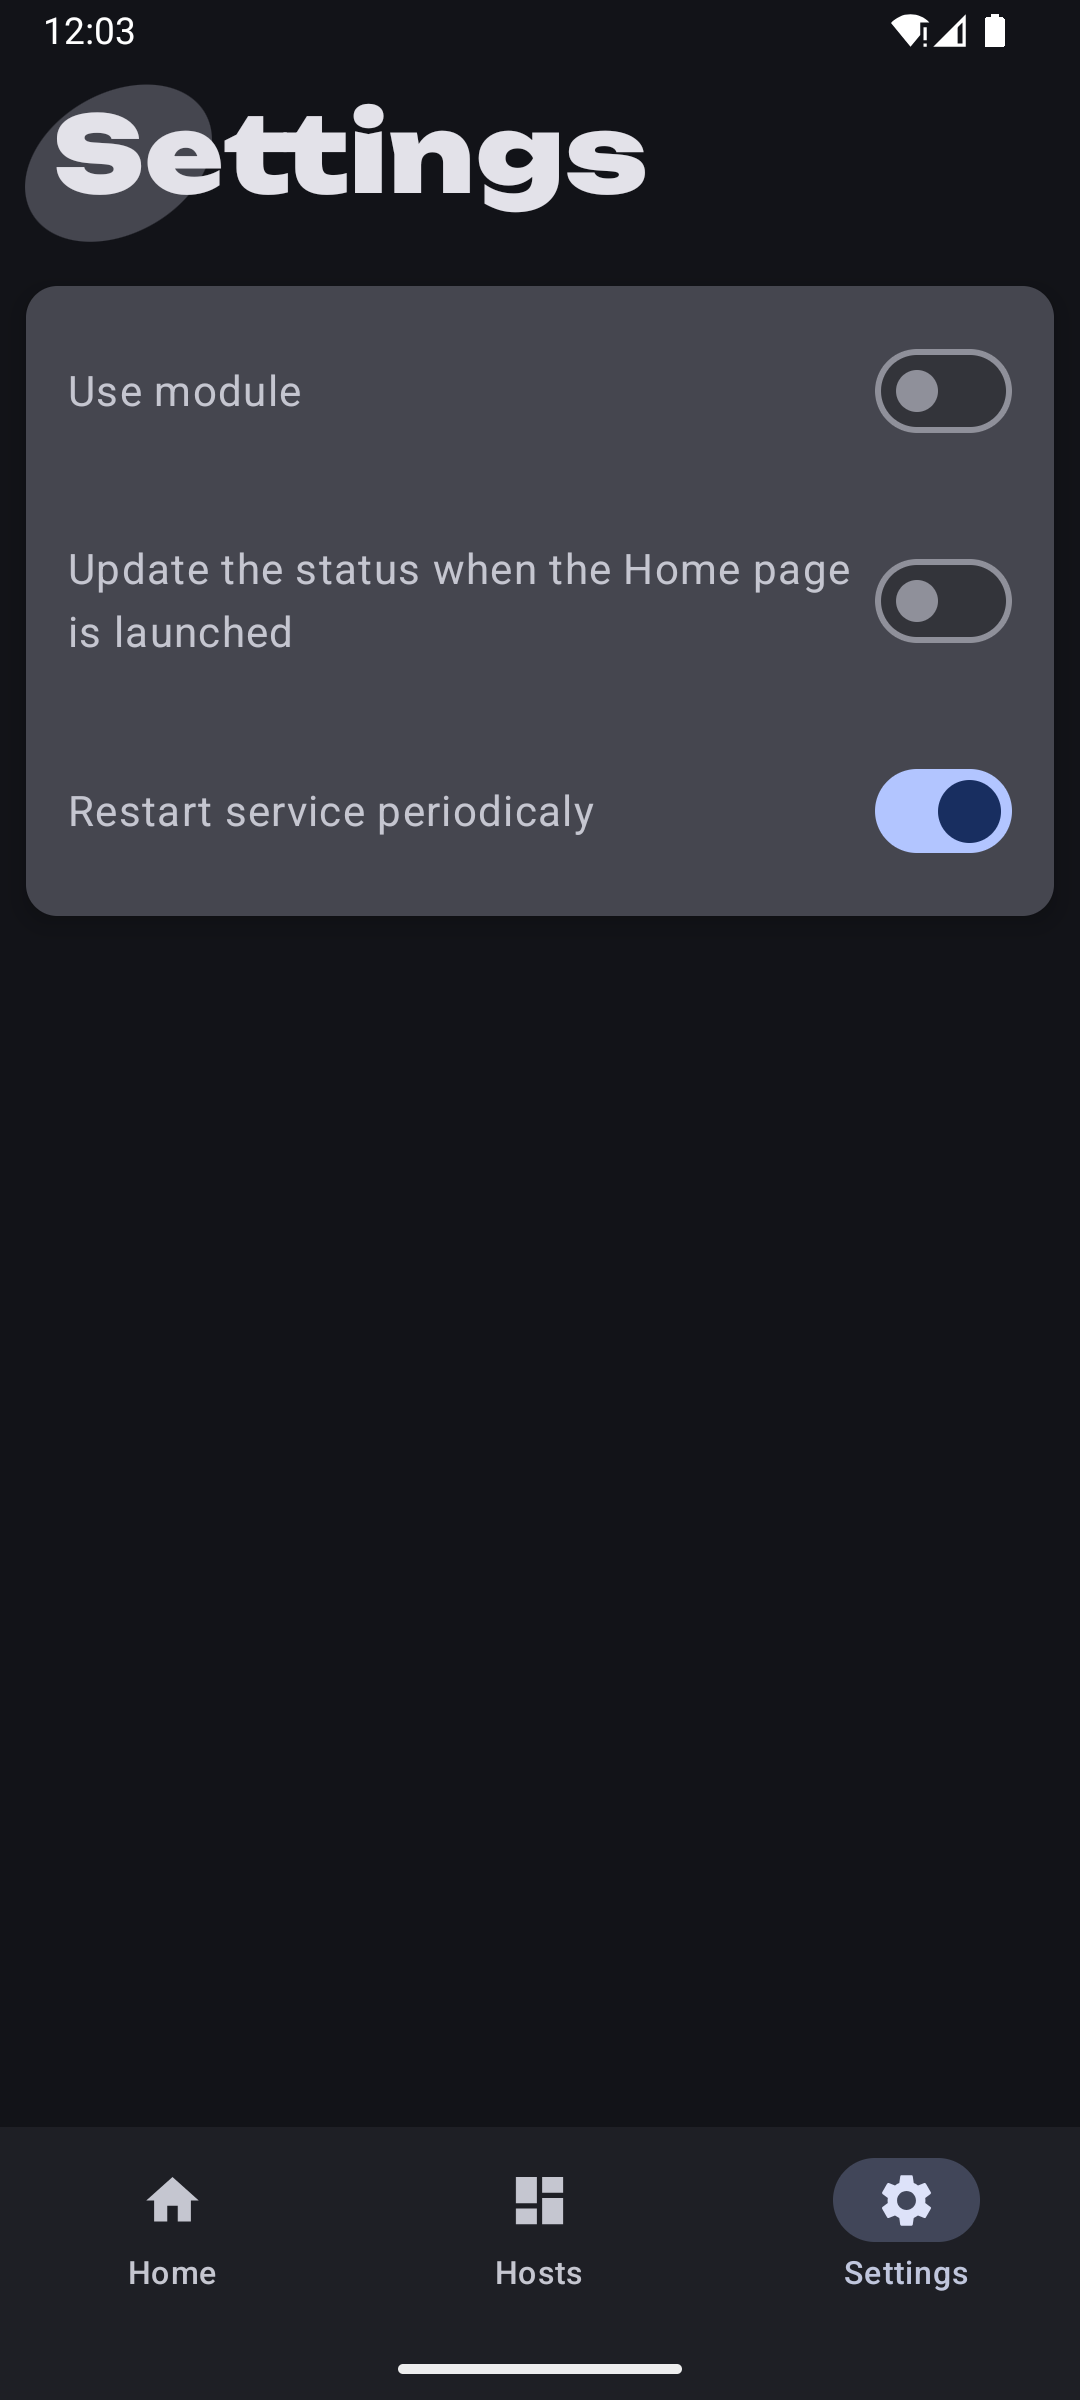 12:03
Settings
Use module
Update the status when the Home page
is launched
Restart service periodicaly
Home
Hosts
Settings